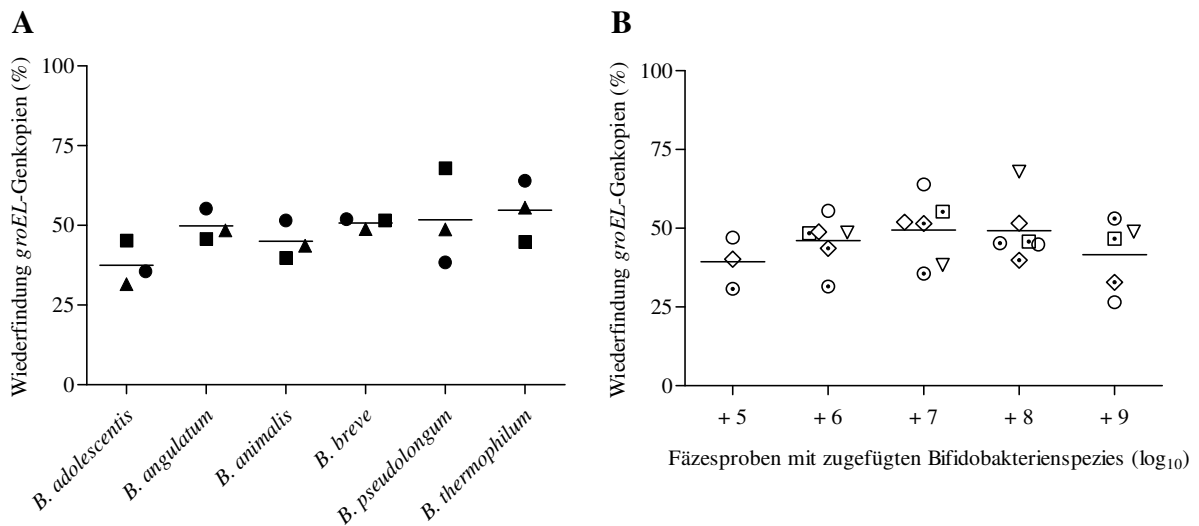 A
Wiederfindung groEL-Genkopien (%)
100
75
50
25
0
B. adolescentis
B. angulatum
B. animalis
B. breve
B. pseudolongum
B. thermophilum
B
Wiederfindung groEL-Genkopien (%)
100
75
50
25
0
+ 5
+ 6
+ 7
+ 8
+ 9
Fäzesproben mit zugefügten Bifidobakterienspezies (log₁₀)